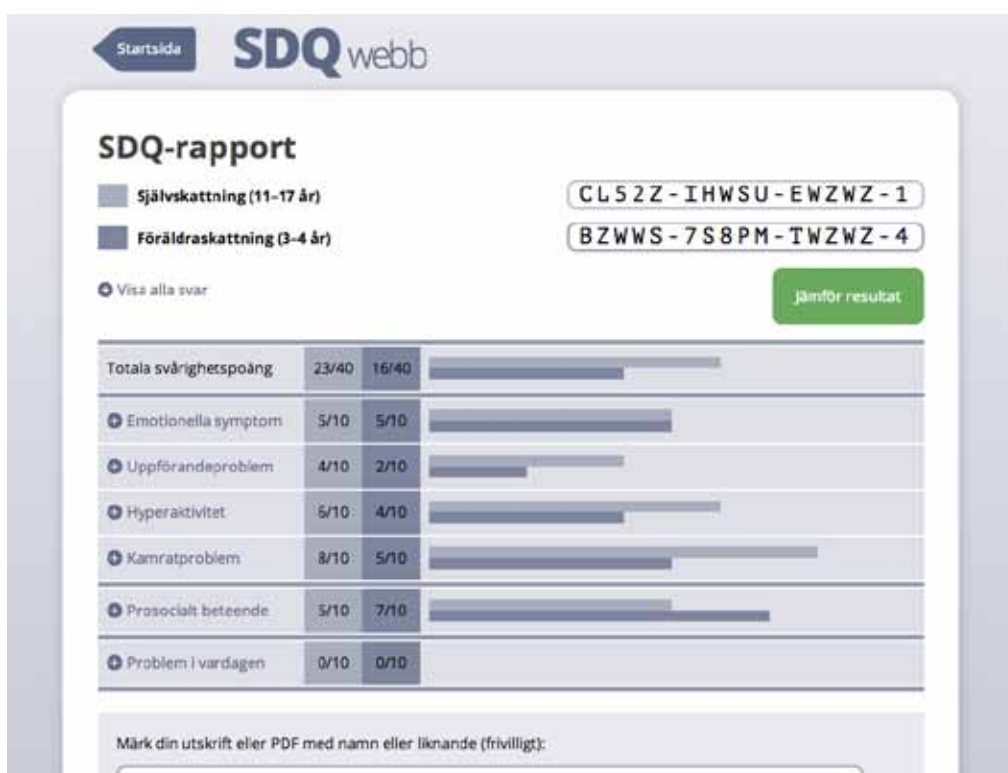 Startsida
SDQ webb
SDQ-rapport
Självskattning (11–17 år)
CL52Z-IHWSU-EWZWZ-1
Föräldraskattning (3–4 år)
BZWWS-7S8PM-TWZWZ-4
Visa alla svar
Jämför resultat
Totala svårighetspoäng 23/40 16/40
Emotionella symptom 5/10 5/10
Uppförandeproblem 4/10 2/10
Hyperaktivitet 6/10 4/10
Kamratproblem 8/10 5/10
Prosocialt beteende 5/10 7/10
Problem i vardagen 0/10 0/10
Märk din utskrift eller PDF med namn eller liknande (frivilligt):